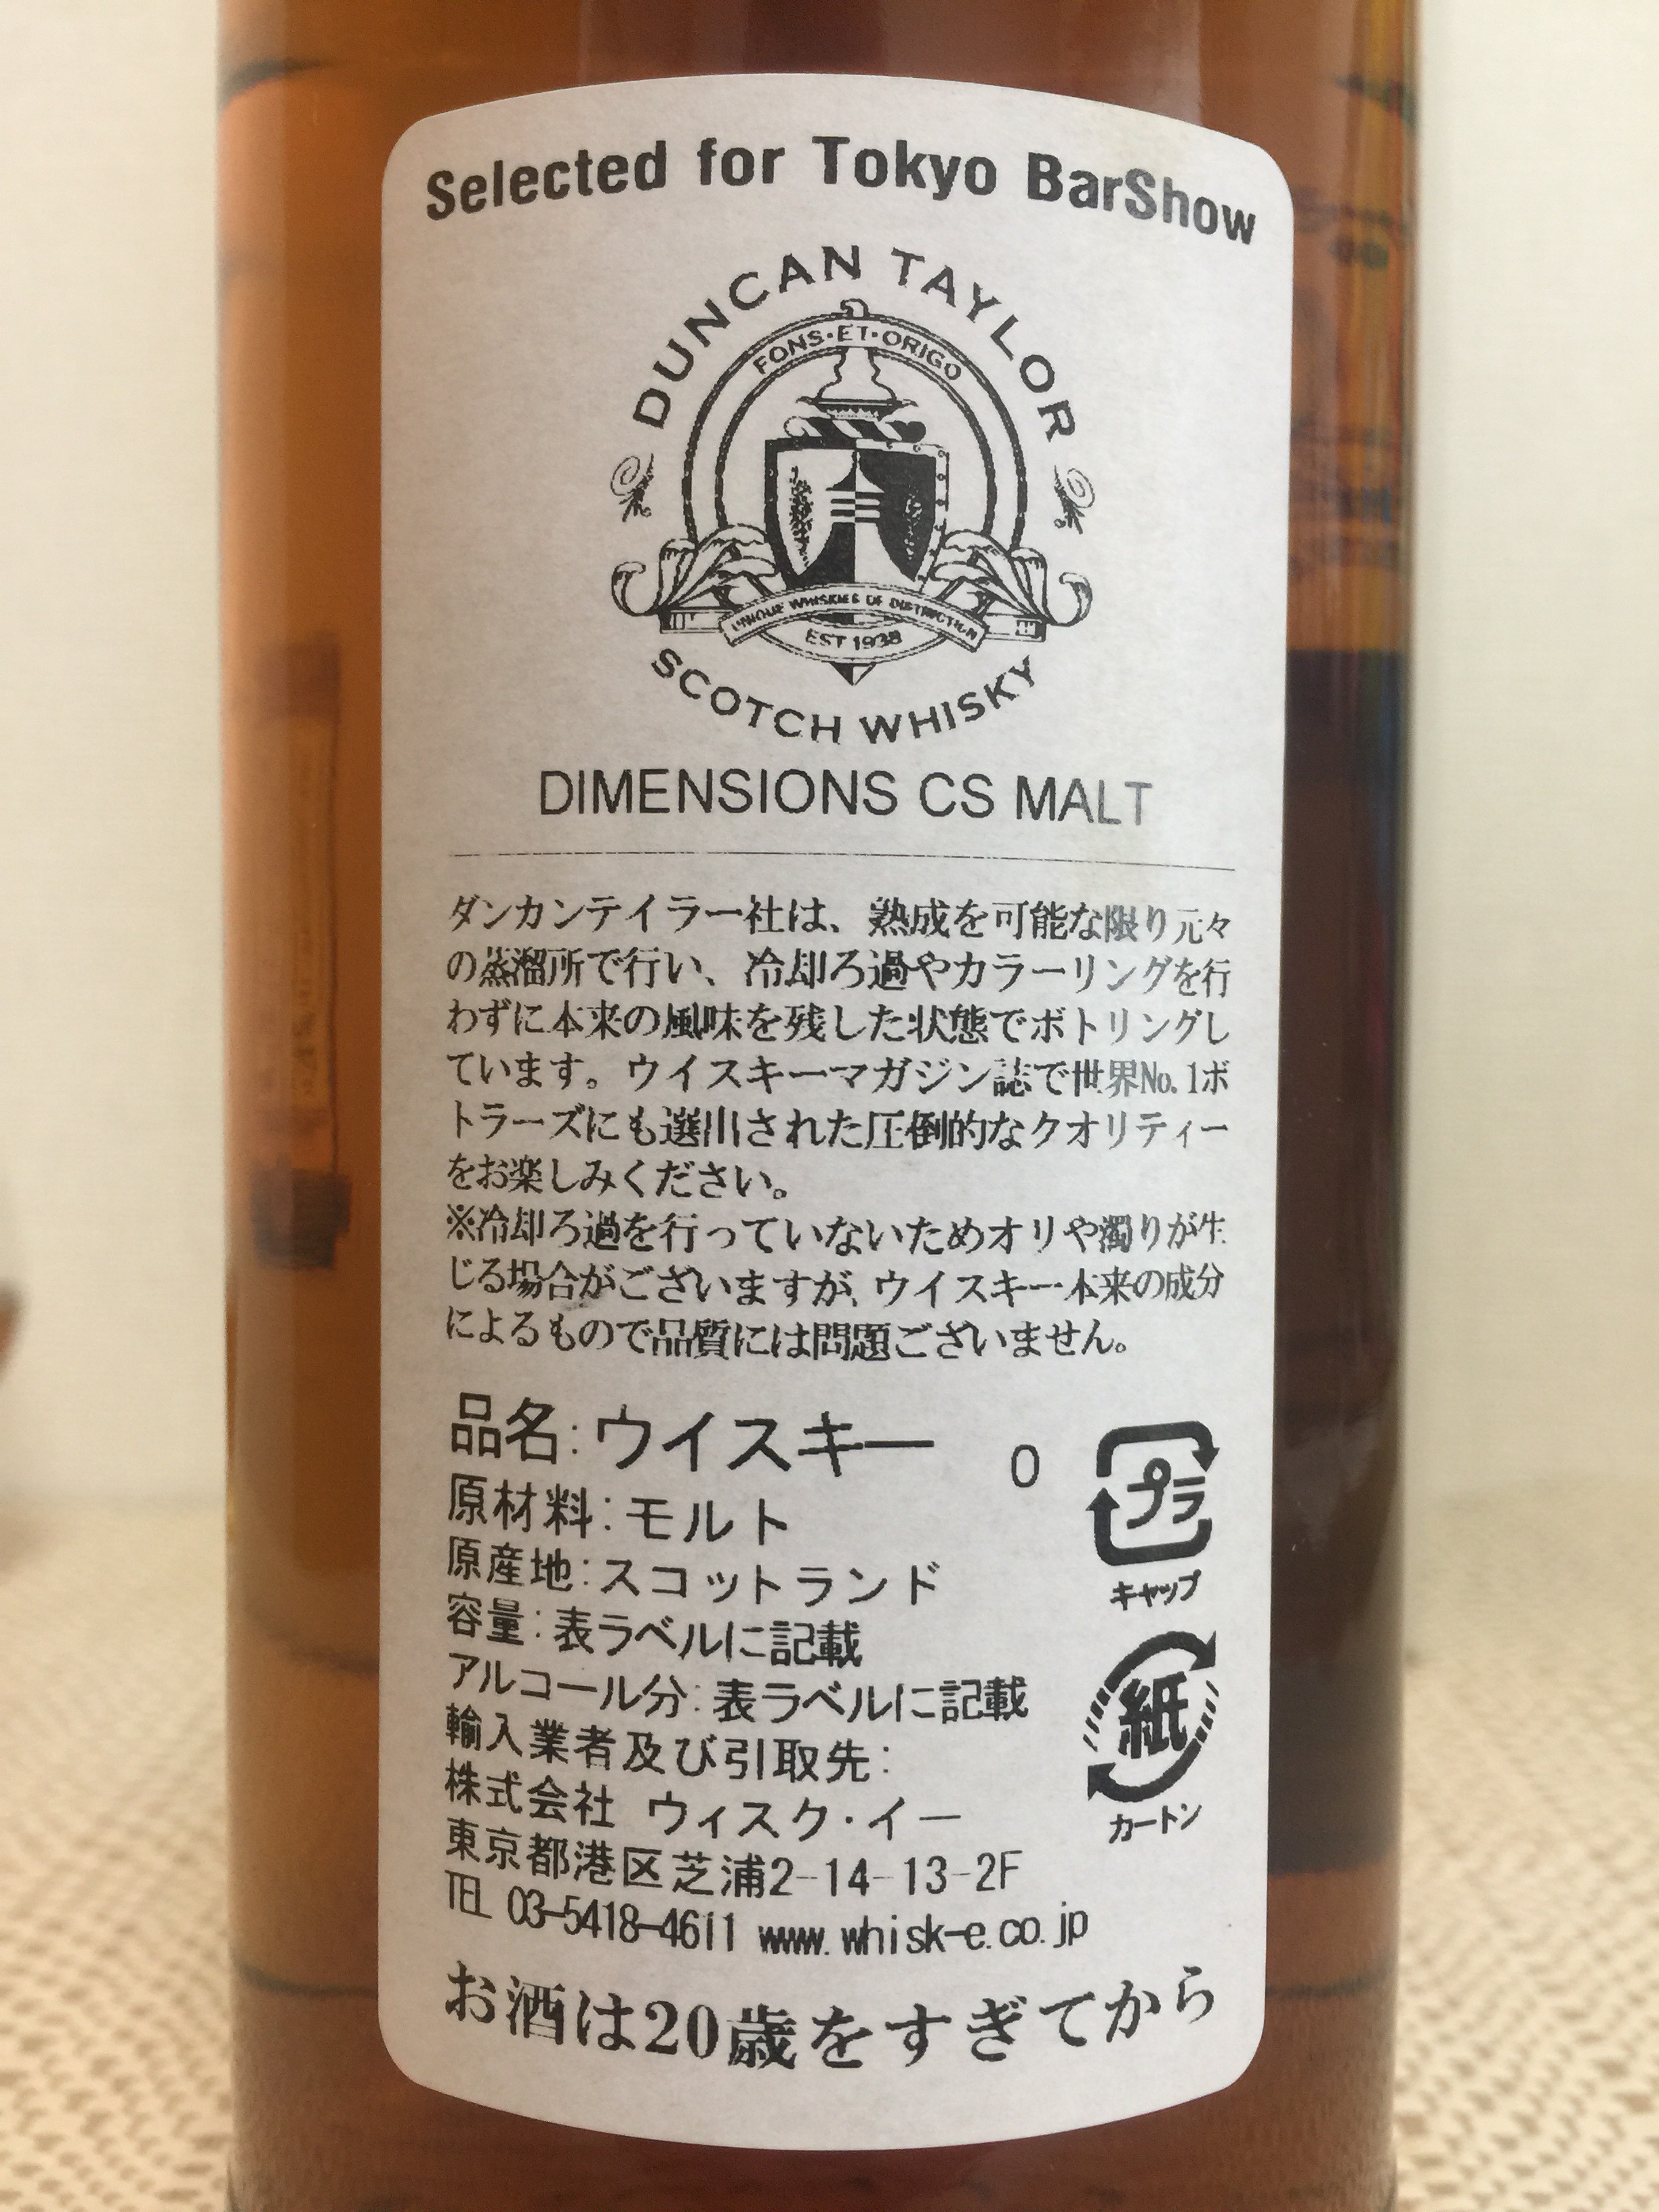 Selected for Tokyo BarShow
DUNCAN TAYLOR
FONS·ET·ORIGO
UNIQUE WHISKIES OF DISTINCTION
EST 1938
SCOTCH WHISKY
DIMENSIONS CS MALT
ダンカンテイラー社は、熟成を可能な限り元々
の蒸溜所で行い、冷却ろ過やカラーリングを行
わずに本来の風味を残した状態でボトリングし
ています。ウイスキーマガジン誌で世界No.1ボ
トラーズにも選出された圧倒的なクオリティー
をお楽しみください。
※冷却ろ過を行っていないためオリや濁りが生
じる場合がございますが、ウイスキー本来の成分
によるもので品質には問題ございません。
品名:ウイスキー 0
原材料:モルト
原産地:スコットランド
容量:表ラベルに記載
アルコール分:表ラベルに記載
輸入業者及び引取先:
株式会社 ウィスク・イー
東京都港区芝浦2-14-13-2F
TEL 03-5418-4611 www.whisk-e.co.jp
プラ
キャップ
紙
カートン
お酒は20歳をすぎてから